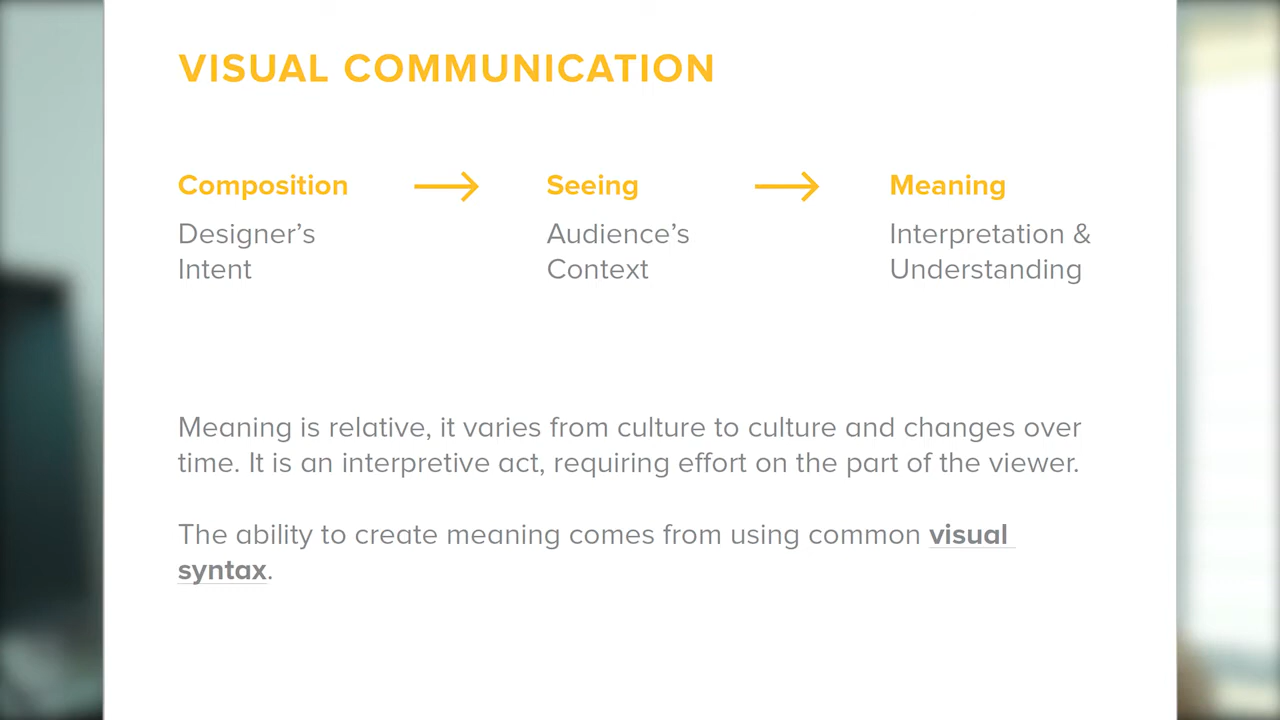 VISUAL COMMUNICATION
Composition → Seeing → Meaning
Designer’s Audience’s Interpretation &
Intent Context Understanding
Meaning is relative, it varies from culture to culture and changes over
time. It is an interpretive act, requiring effort on the part of the viewer.
The ability to create meaning comes from using common visual
syntax.